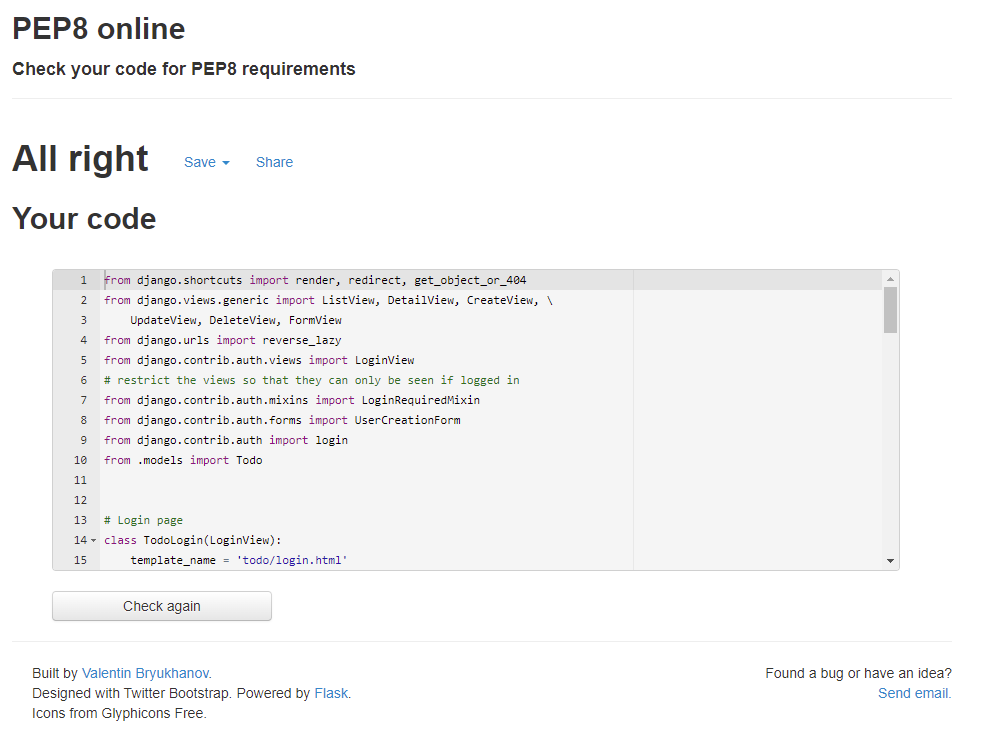 PEP8 online
Check your code for PEP8 requirements
All right Save Share
Your code
1 from django.shortcuts import render, redirect, get_object_or_404
2 from django.views.generic import ListView, DetailView, CreateView, \
3     UpdateView, DeleteView, FormView
4 from django.urls import reverse_lazy
5 from django.contrib.auth.views import LoginView
6 # restrict the views so that they can only be seen if logged in
7 from django.contrib.auth.mixins import LoginRequiredMixin
8 from django.contrib.auth.forms import UserCreationForm
9 from django.contrib.auth import login
10 from .models import Todo
11
12
13 # Login page
14 class TodoLogin(LoginView):
15     template_name = 'todo/login.html'
Check again
Built by Valentin Bryukhanov.
Designed with Twitter Bootstrap. Powered by Flask.
Icons from Glyphicons Free.
Found a bug or have an idea?
Send email.